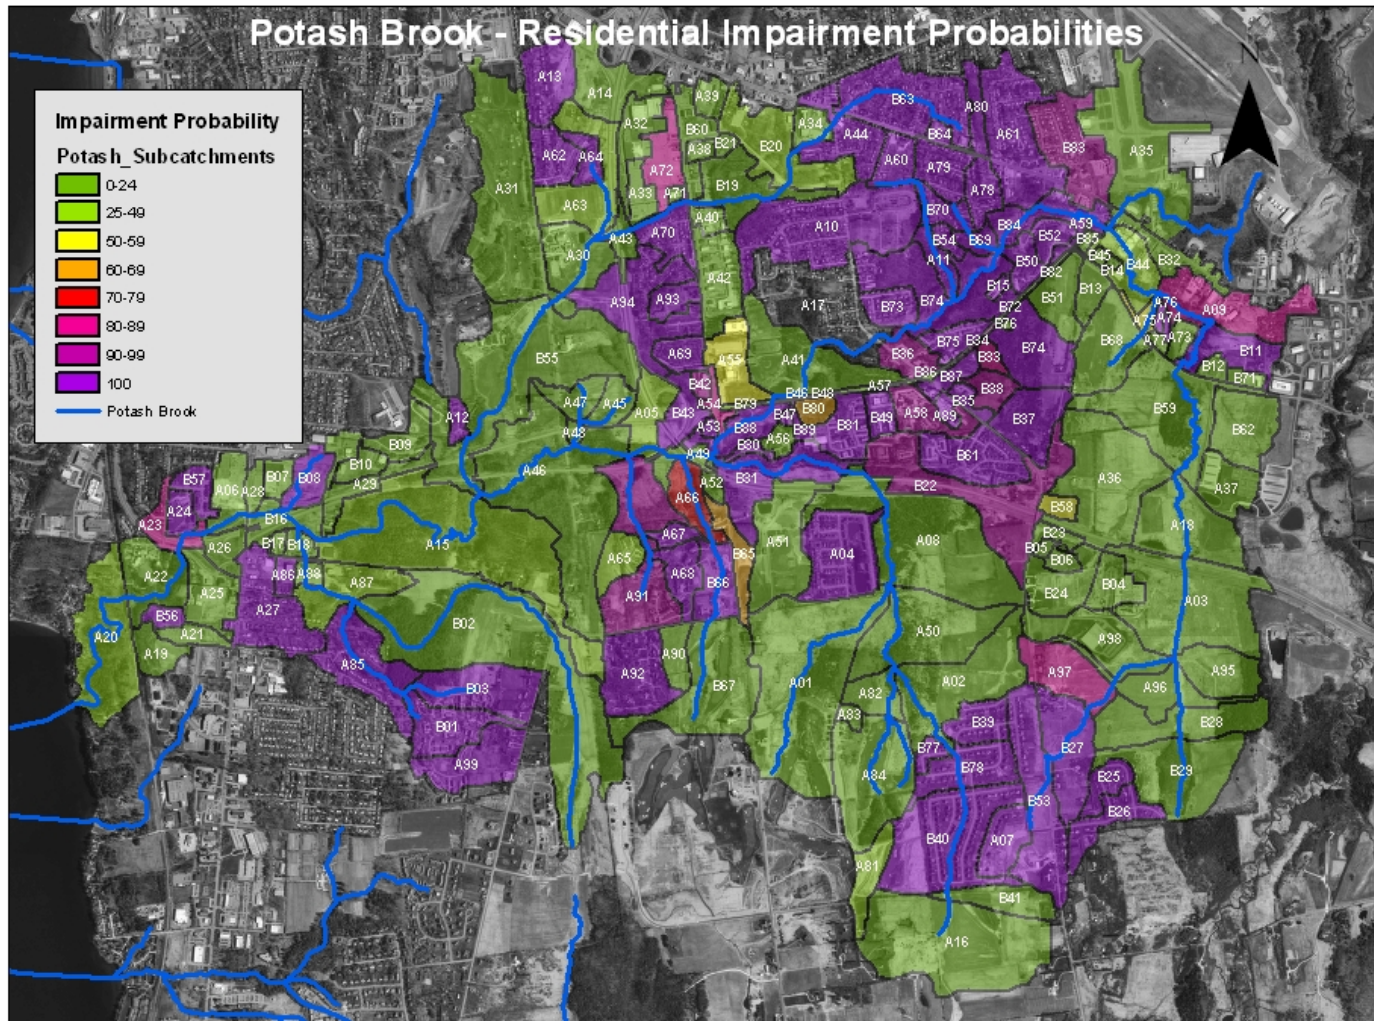 Potash Brook - Residential Impairment Probabilities
N
Impairment Probability
Potash_Subcatchments
0-24
25-49
50-59
60-69
70-79
80-89
90-99
100
Potash Brook
A13
A14
A39
B63
A80
A32
B60
A34
A44
B64
A61
B21
B20
B83
A35
A62
A64
A38
A60
A79
A31
A72
A33
A71
B19
A78
A63
A40
B70
A70
A43
A10
B84
A59
B54
B69
B52
B85
A30
A11
B50
B45
B44
B32
A42
B82
B14
A94
A93
A17
B15
B51
B13
A76
A09
B73
B74
B72
A75
A74
B76
A77
A73
B55
A69
A55
A41
B36
B75
B34
B74
B68
B11
B33
B12
B86
B87
B71
B42
A57
B38
A47
A45
A54
B79
B46
B48
B35
A12
A05
B43
B47
B80
B49
A58
A89
B37
B59
B62
A48
A53
B88
B89
B81
B09
B80
A56
A49
B61
B10
A46
B57
A06
A28
B07
B08
A29
A52
B31
B22
A36
A37
A24
A66
B58
A23
B16
A18
B17
B18
A15
A67
A51
B23
A26
B65
A04
A08
B05
B06
A22
A86
A88
A65
A68
A87
B66
B04
A25
B24
A03
A91
B56
A27
B02
A50
A98
A20
A21
A19
A90
A85
A92
A97
A95
B03
B67
A01
A82
A02
A96
A83
B39
B28
B01
B77
B27
A99
B78
A84
B25
B29
B53
B26
B40
A07
A81
B41
A16